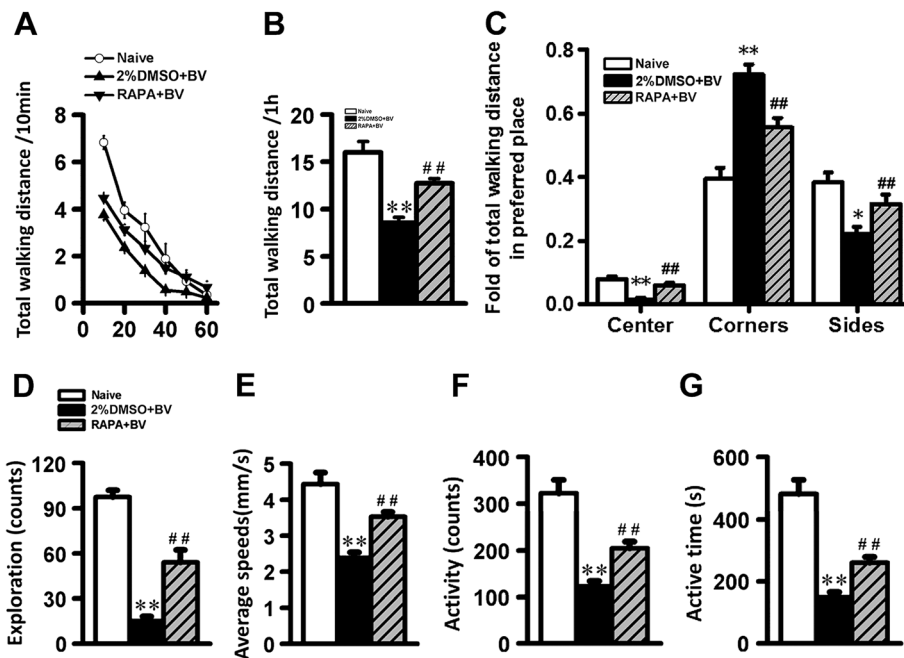 A
Naive
2%DMSO+BV
RAPA+BV
Total walking distance /10min
8
6
4
2
0
0 20 40 60
B
Total walking distance /1h
Naive
2%DMSO+BV
RAPA+BV
20
15
10
5
0
**
# #
C
Fold of total walking distance
in preferred place
Naive
2%DMSO+BV
RAPA+BV
0.8
0.6
0.4
0.2
0.0
** ## ** ## * ##
Center Corners Sides
D
Naive
2%DMSO+BV
RAPA+BV
Exploration (counts)
120
90
60
30
0
**
# #
E
Average speeds(mm/s)
5
4
3
2
1
0
**
# #
F
Activity (counts)
400
300
200
100
0
**
# #
G
Active time (s)
600
400
200
0
**
# #